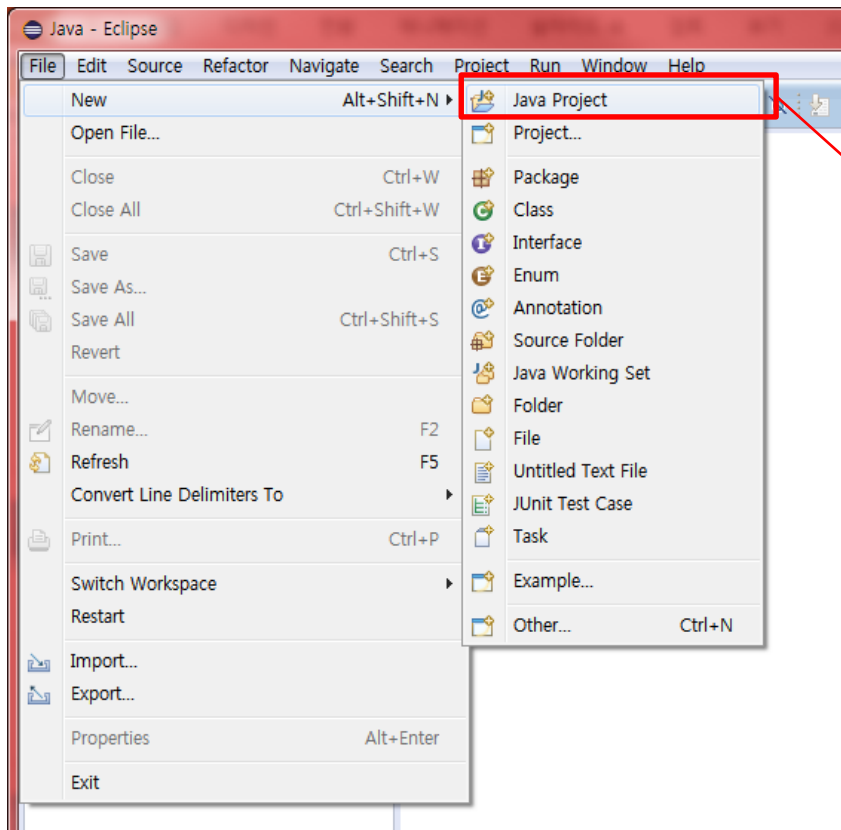 Java - Eclipse
File Edit Source Refactor Navigate Search Project Run Window Help
New Alt+Shift+N
Open File...
Close Ctrl+W
Close All Ctrl+Shift+W
Save Ctrl+S
Save As...
Save All Ctrl+Shift+S
Revert
Move...
Rename... F2
Refresh F5
Convert Line Delimiters To
Print... Ctrl+P
Switch Workspace
Restart
Import...
Export...
Properties Alt+Enter
Exit
Java Project
Project...
Package
Class
Interface
Enum
Annotation
Source Folder
Java Working Set
Folder
File
Untitled Text File
JUnit Test Case
Task
Example...
Other... Ctrl+N